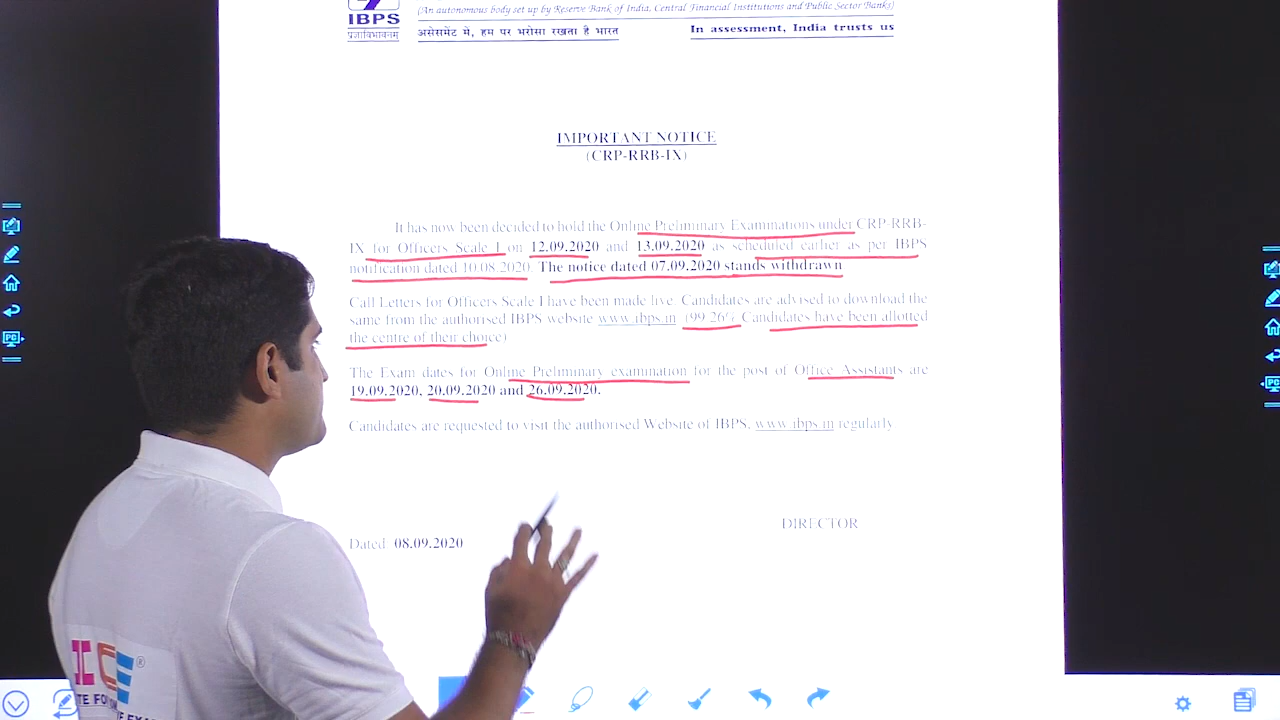 IBPS
प्रज्ञाविभावनम्
(An autonomous body set up by Reserve Bank of India, Central Financial Institutions and Public Sector Banks)
असेसमेंट में, हम पर भरोसा रखता है भारत
In assessment, India trusts us
IMPORTANT NOTICE
(CRP-RRB-IX)
It has now been decided to hold the Online Preliminary Examinations under CRP-RRB-
IX for Officers Scale I on 12.09.2020 and 13.09.2020 as scheduled earlier as per IBPS
notification dated 10.08.2020. The notice dated 07.09.2020 stands withdrawn
Call Letters for Officers Scale I have been made live. Candidates are advised to download the
same from the authorised IBPS website www.ibps.in (99.26% Candidates have been allotted
the centre of their choice)
The Exam dates for Online Preliminary examination for the post of Office Assistants are
19.09.2020, 20.09.2020 and 26.09.2020.
Candidates are requested to visit the authorised Website of IBPS, www.ibps.in regularly.
DIRECTOR
Dated: 08.09.2020
ICE®